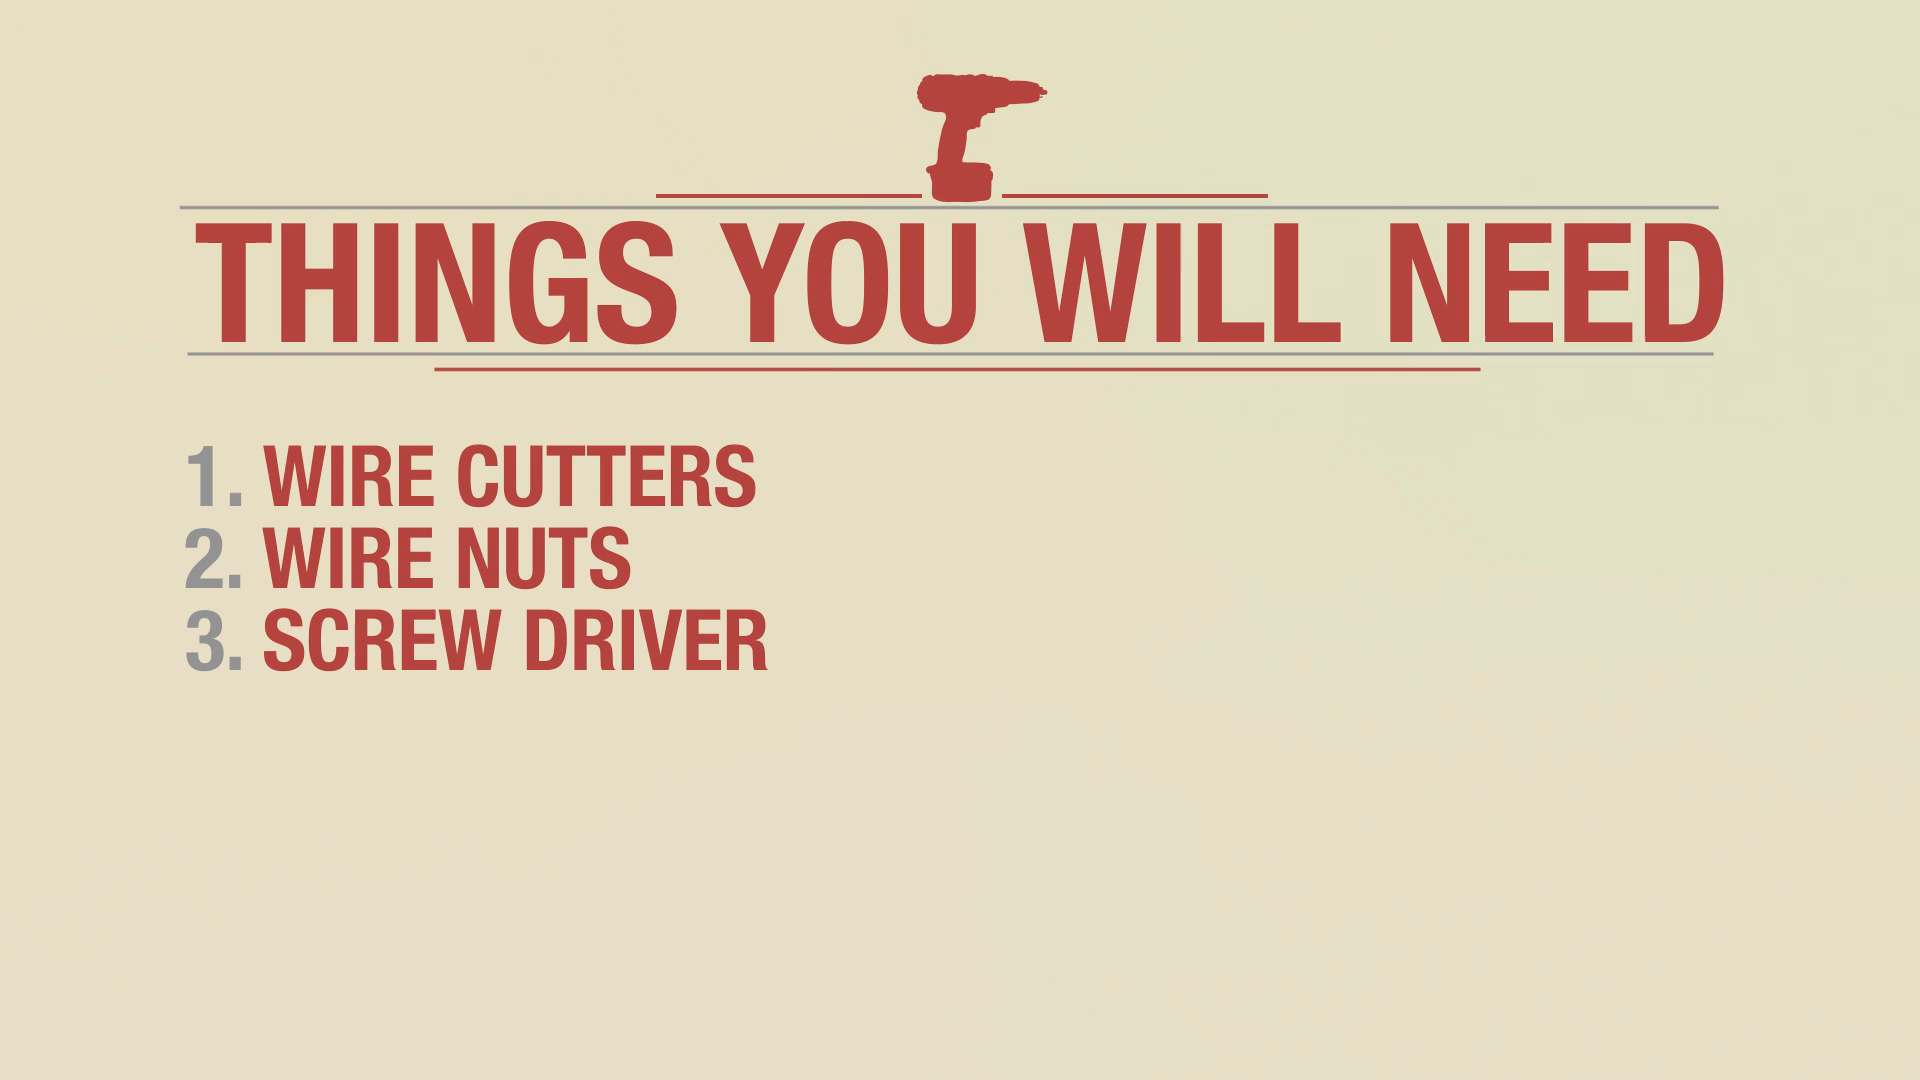 THINGS YOU WILL NEED
1. WIRE CUTTERS
2. WIRE NUTS
3. SCREW DRIVER